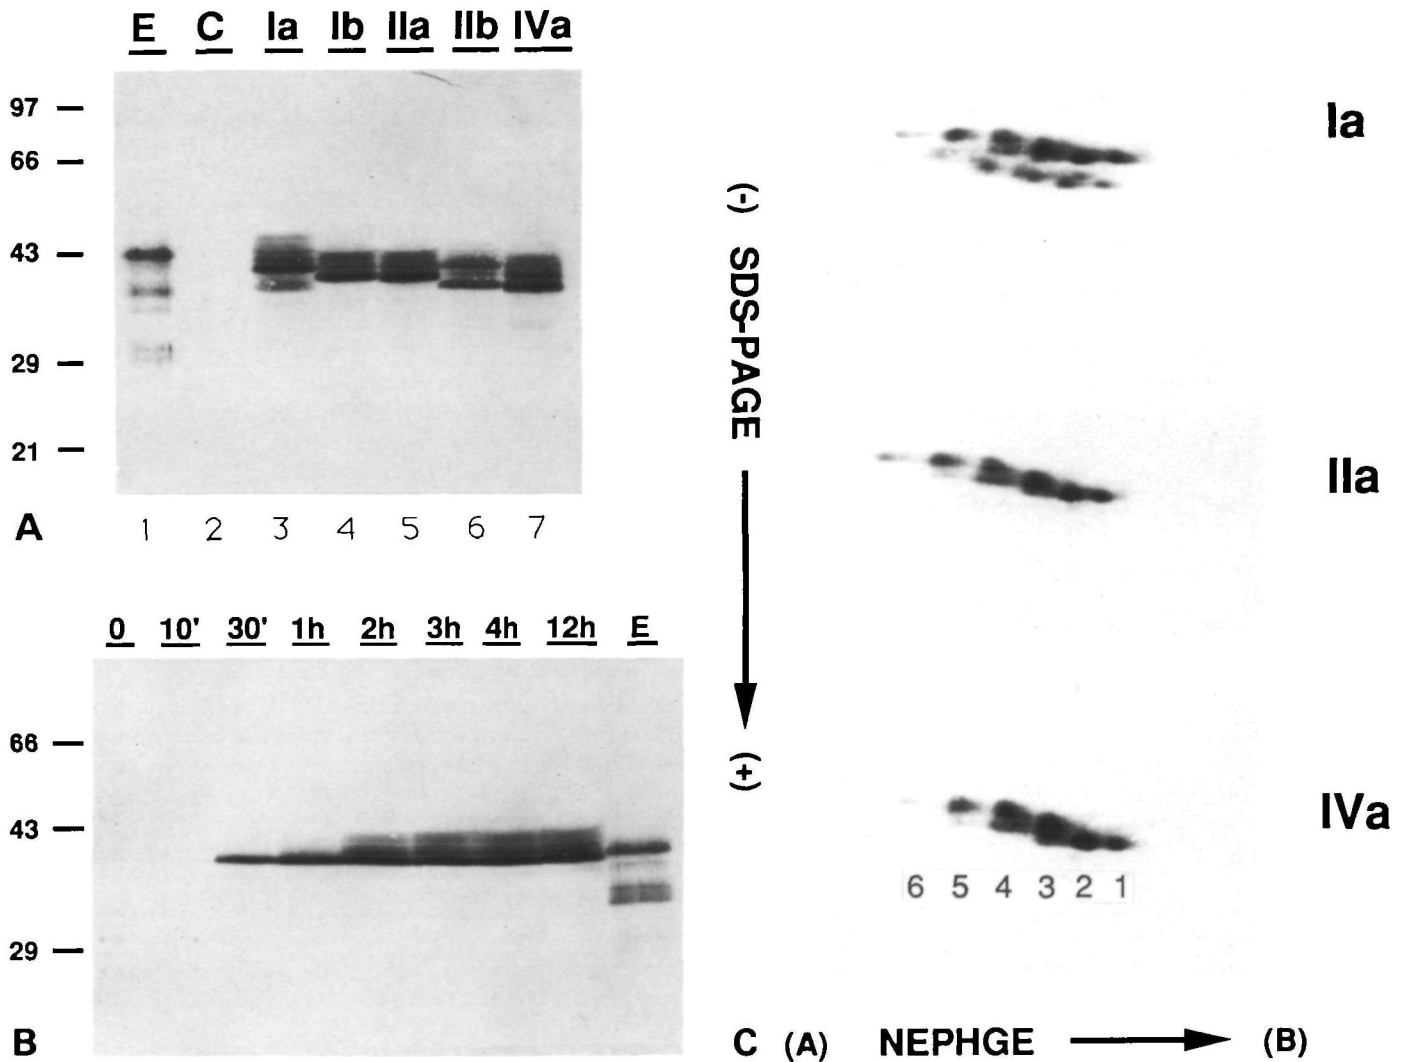 E C Ia Ib IIa IIb IVa
97
66
43
29
21
A 1 2 3 4 5 6 7
0 10' 30' 1h 2h 3h 4h 12h E
66
43
29
B
(-) SDS-PAGE (+)
Ia
IIa
IVa
6 5 4 3 2 1
C (A) NEPHGE (B)